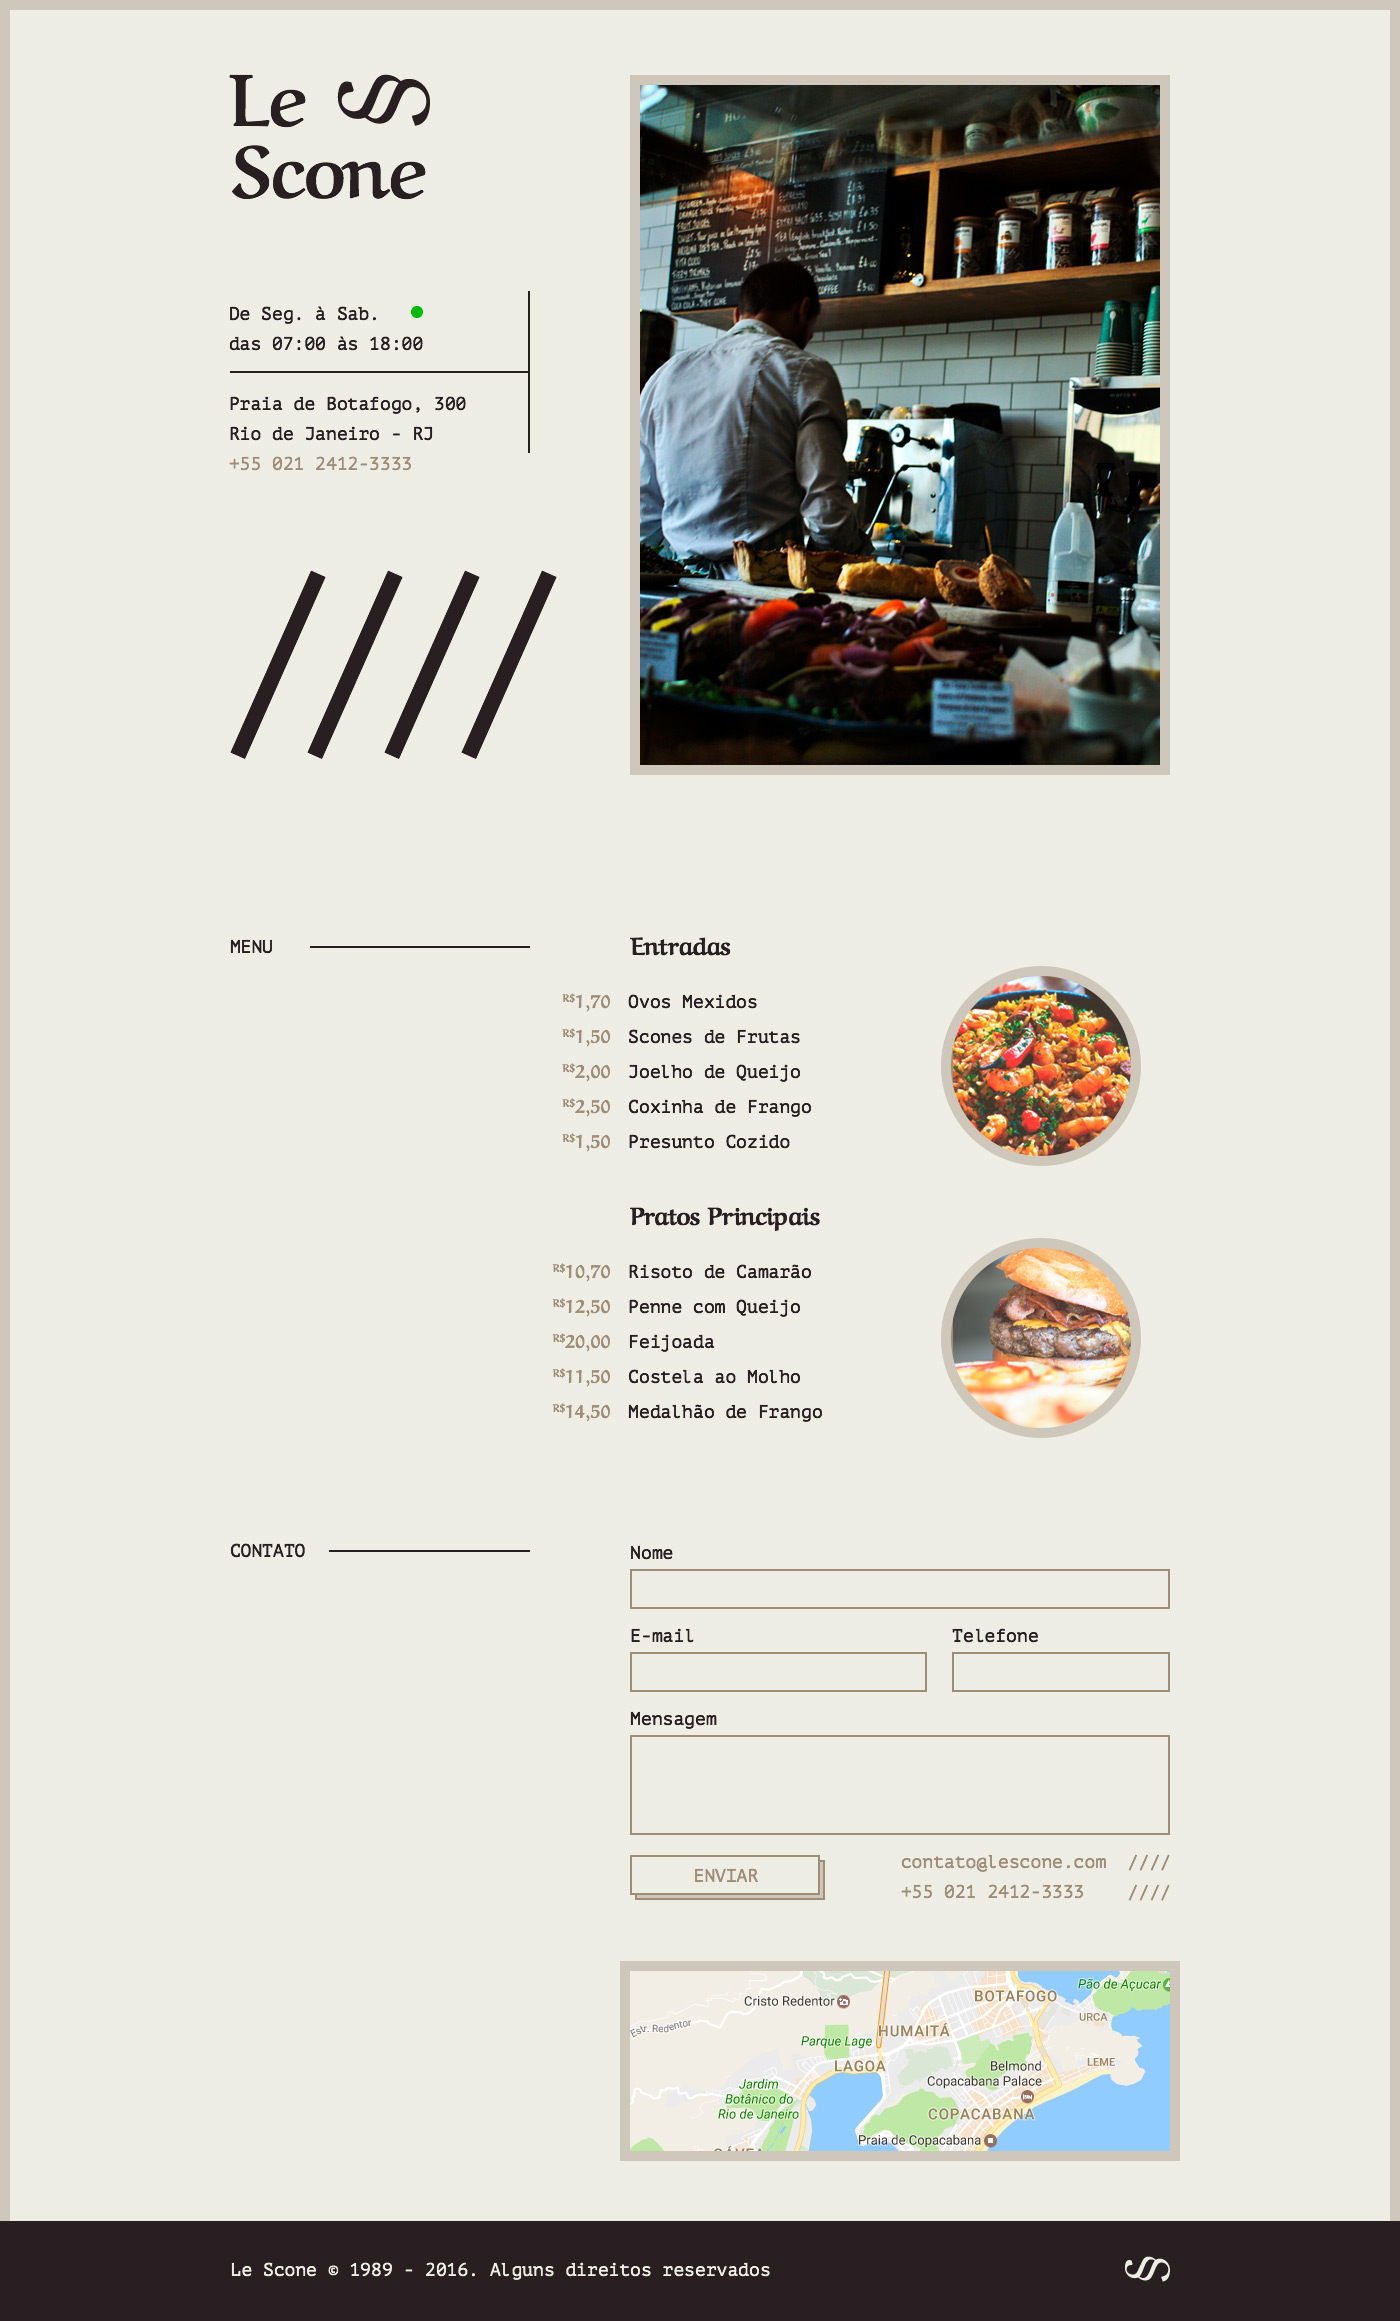 Le
Scone
De Seg. à Sab.
das 07:00 às 18:00
Praia de Botafogo, 300
Rio de Janeiro - RJ
+55 021 2412-3333
MENU
Entradas
R$1,70 Ovos Mexidos
R$1,50 Scones de Frutas
R$2,00 Joelho de Queijo
R$2,50 Coxinha de Frango
R$1,50 Presunto Cozido
Pratos Principais
R$10,70 Risoto de Camarão
R$12,50 Penne com Queijo
R$20,00 Feijoada
R$11,50 Costela ao Molho
R$14,50 Medalhão de Frango
CONTATO
Nome
E-mail Telefone
Mensagem
ENVIAR
contato@lescone.com ////
+55 021 2412-3333 ////
Pão de Açucar
Cristo Redentor
BOTAFOGO
URCA
Estr. Redentor
HUMAITÁ
Parque Lage
LAGOA
LEME
Belmond
Copacabana Palace
Jardim
Botânico do
Rio de Janeiro
COPACABANA
Praia de Copacabana
GÁVEA
Le Scone © 1989 - 2016. Alguns direitos reservados